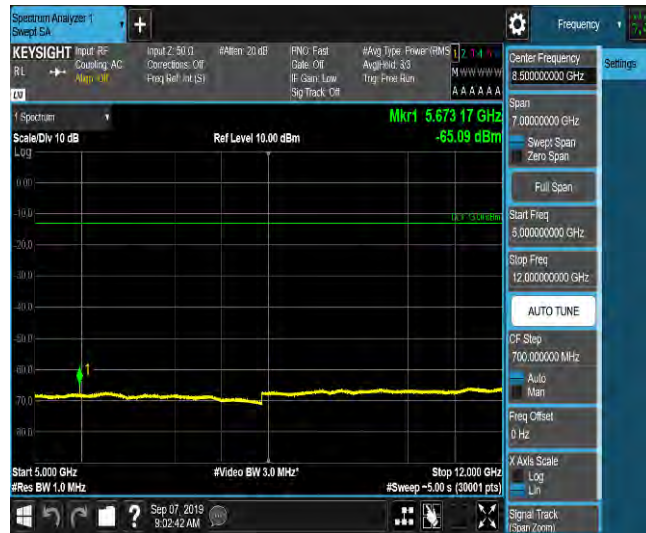 Spectrum Analyzer 1
Swept SA
+
Frequency
KEYSIGHT Input: RF
RL
Coupling: AC
Align: Off
Input Z: 50 Ω
Corrections: Off
Freq Ref: Int (S)
#Atten: 20 dB
PNO: Fast
Gate: Off
IF Gain: Low
Sig Track: Off
#Avg Type: Power (RMS
Avg|Hold: 3/3
Trig: Free Run
M W W W W W
A A A A A A
Center Frequency
8.500000000 GHz
Settings
Span
7.00000000 GHz
Swept Span
Zero Span
Full Span
Start Freq
5.000000000 GHz
Stop Freq
12.000000000 GHz
AUTO TUNE
CF Step
700.000000 MHz
Auto
Man
Freq Offset
0 Hz
X Axis Scale
Log
Lin
Signal Track
(Span Zoom)
1 Spectrum
Mkr1 5.673 17 GHz
Scale/Div 10 dB
Ref Level 10.00 dBm
-65.09 dBm
Log
0.00
-10.0
-20.0
-30.0
-40.0
-50.0
-60.0
1
-70.0
-80.0
Start 5.000 GHz
#Video BW 3.0 MHz*
Stop 12.000 GHz
#Res BW 1.0 MHz
#Sweep ~5.00 s (30001 pts)
?
Sep 07, 2019
9:02:42 AM